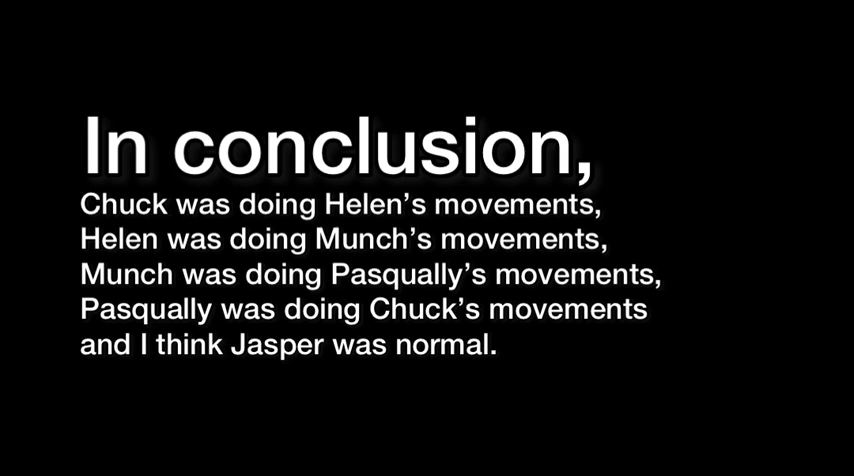 In conclusion,
Chuck was doing Helen’s movements,
Helen was doing Munch’s movements,
Munch was doing Pasqually’s movements,
Pasqually was doing Chuck’s movements
and I think Jasper was normal.